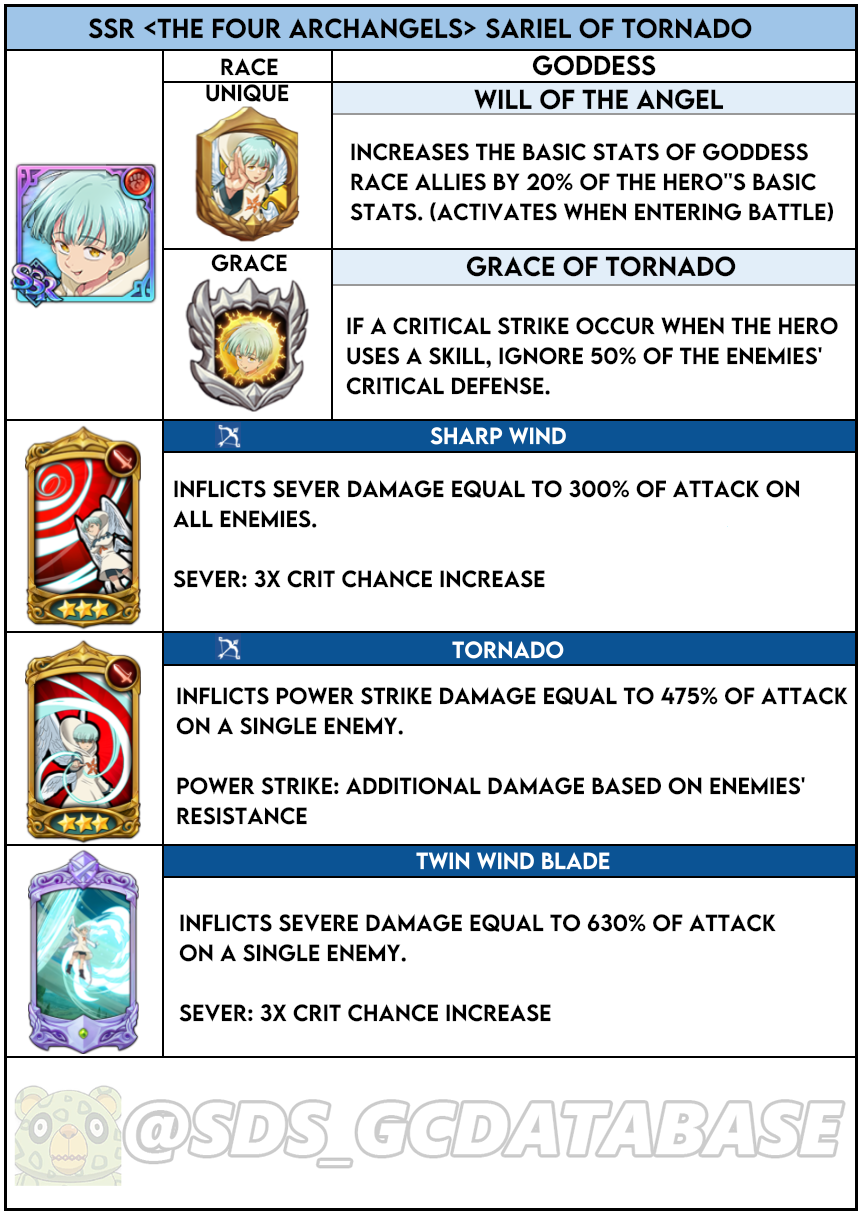 SSR <THE FOUR ARCHANGELS> SARIEL OF TORNADO
RACE
GODDESS
UNIQUE
WILL OF THE ANGEL
INCREASES THE BASIC STATS OF GODDESS
RACE ALLIES BY 20% OF THE HERO"S BASIC
STATS. (ACTIVATES WHEN ENTERING BATTLE)
SSR
GRACE
GRACE OF TORNADO
IF A CRITICAL STRIKE OCCUR WHEN THE HERO
USES A SKILL, IGNORE 50% OF THE ENEMIES'
CRITICAL DEFENSE.
SHARP WIND
INFLICTS SEVER DAMAGE EQUAL TO 300% OF ATTACK ON
ALL ENEMIES.
SEVER: 3X CRIT CHANCE INCREASE
TORNADO
INFLICTS POWER STRIKE DAMAGE EQUAL TO 475% OF ATTACK
ON A SINGLE ENEMY.
POWER STRIKE: ADDITIONAL DAMAGE BASED ON ENEMIES'
RESISTANCE
TWIN WIND BLADE
INFLICTS SEVERE DAMAGE EQUAL TO 630% OF ATTACK
ON A SINGLE ENEMY.
SEVER: 3X CRIT CHANCE INCREASE
@SDS_GCDATABASE